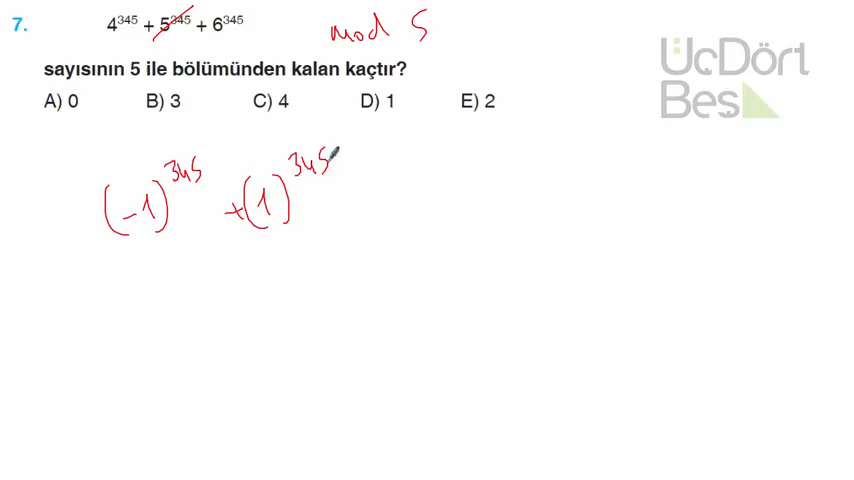 7. 4³⁴⁵ + 5³⁴⁵ + 6³⁴⁵ mod 5
sayısının 5 ile bölümünden kalan kaçtır?
A) 0 B) 3 C) 4 D) 1 E) 2
ÜçDört
Beş
(-1)³⁴⁵ + (1)³⁴⁵